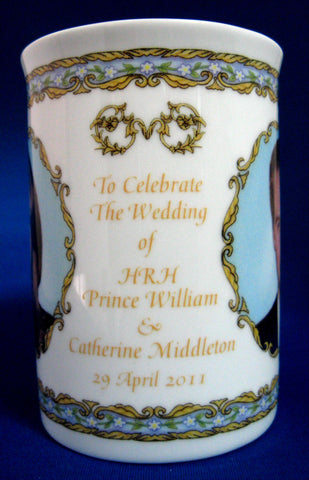 To Celebrate
The Wedding
of
HRH
Prince William
&
Catherine Middleton
29 April 2011